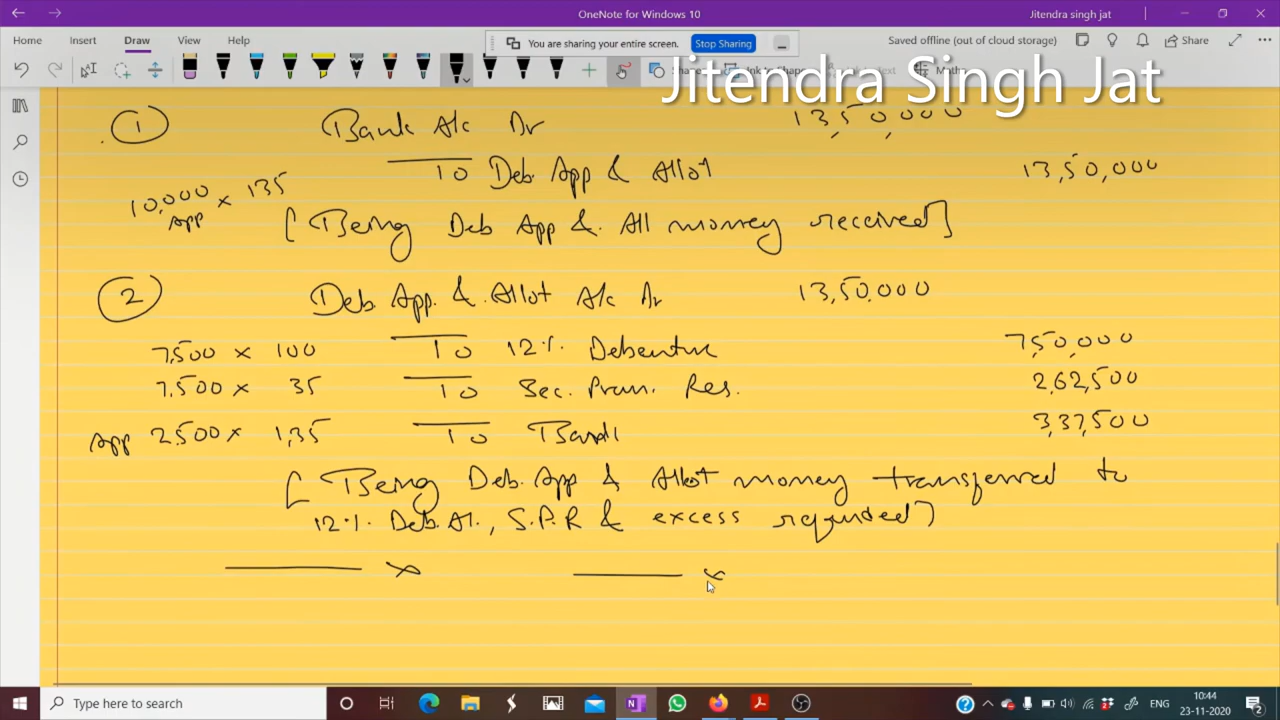 OneNote for Windows 10
Jitendra singh jat
Home Insert Draw View Help
You are sharing your entire screen. Stop Sharing
Saved offline (out of cloud storage)
Share
Jitendra Singh Jat
1 Bank A/c Dr 13,50,000
To Deb. App & Allot 13,50,000
10,000 × 135
App
[Being Deb App &. All money received]
2 Deb App. & Allot A/c Dr 13,50,000
7,500 × 100 To 12% Debenture 7,50,000
7,500 × 35 To Sec. Prem. Res. 2,62,500
App 2,500 × 135 To Bank 3,37,500
[Being Deb. App & Allot money transferred to
12% Deb. A/c, S.P.R & excess refunded]
Type here to search
ENG
10:44
23-11-2020
2